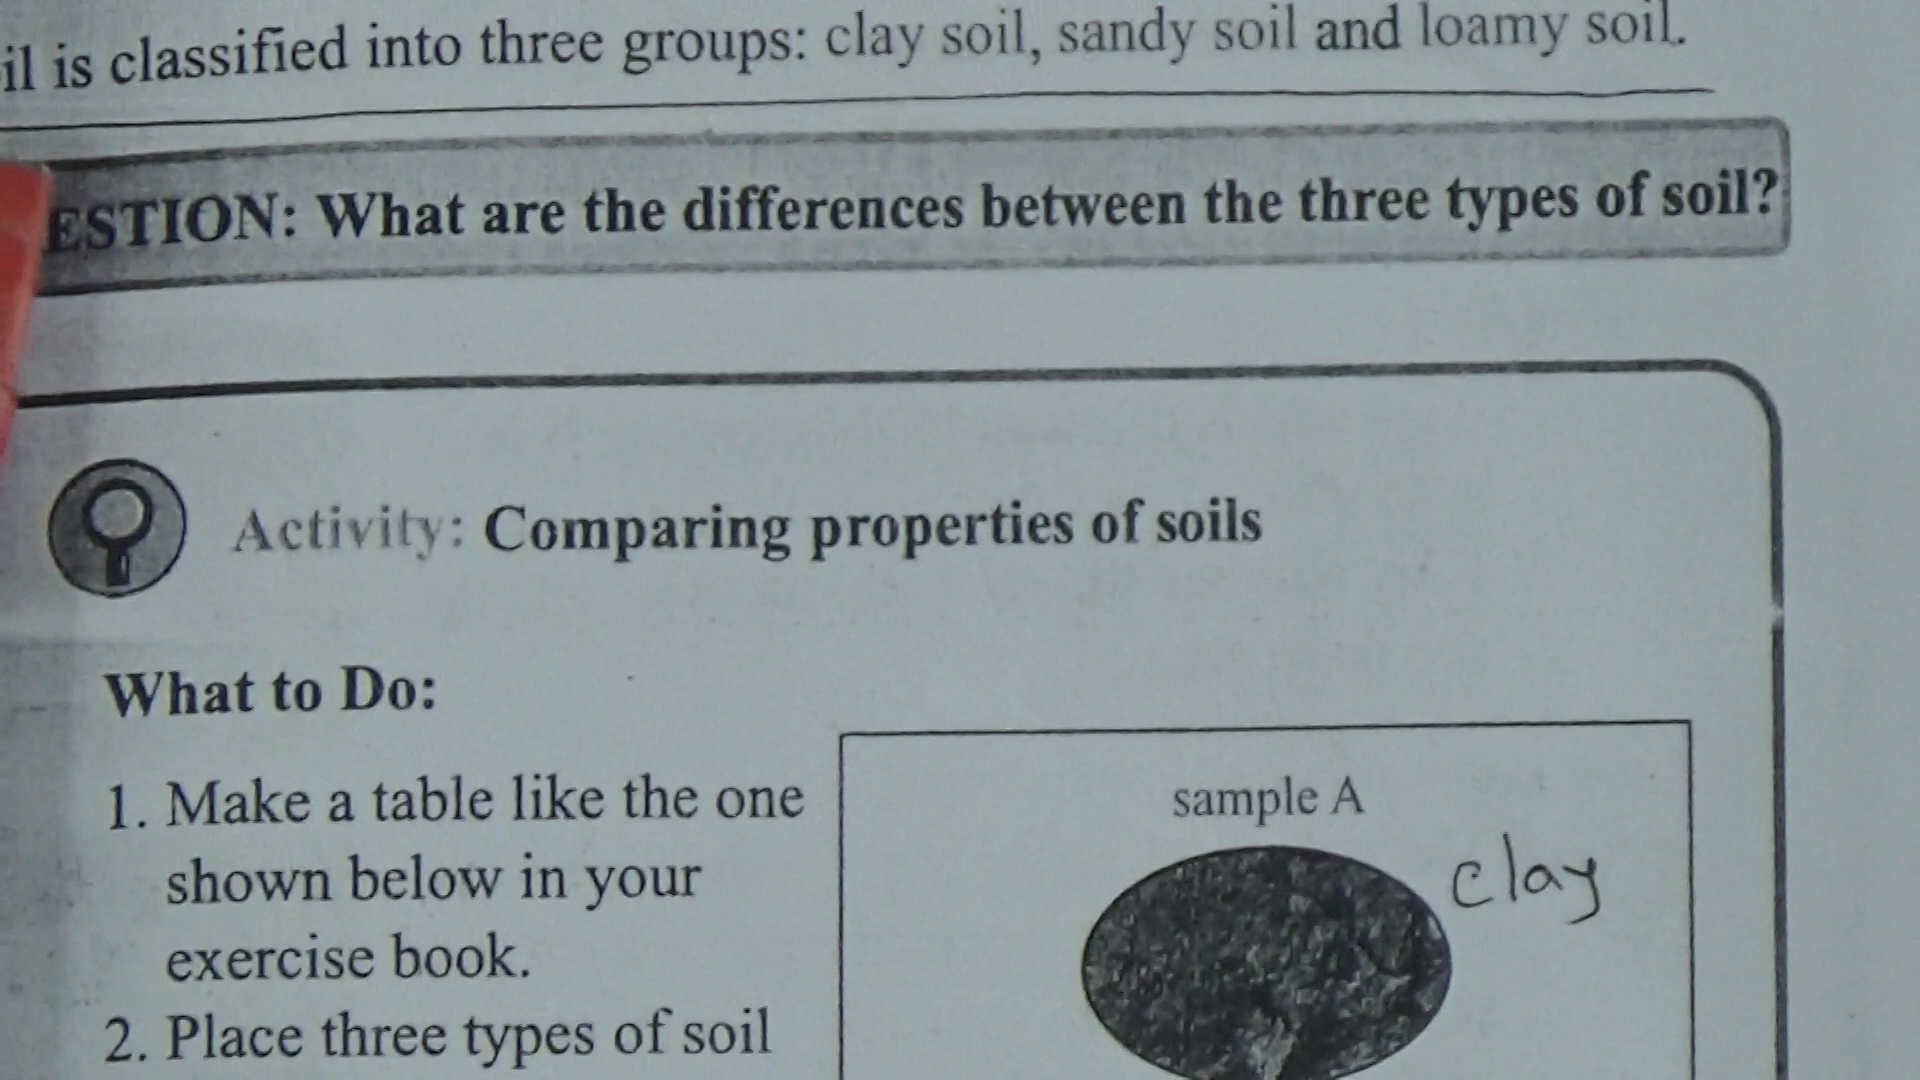 il is classified into three groups: clay soil, sandy soil and loamy soil.
ESTION: What are the differences between the three types of soil?
Activity: Comparing properties of soils
What to Do:
1. Make a table like the one
shown below in your
exercise book.
2. Place three types of soil
sample A
clay